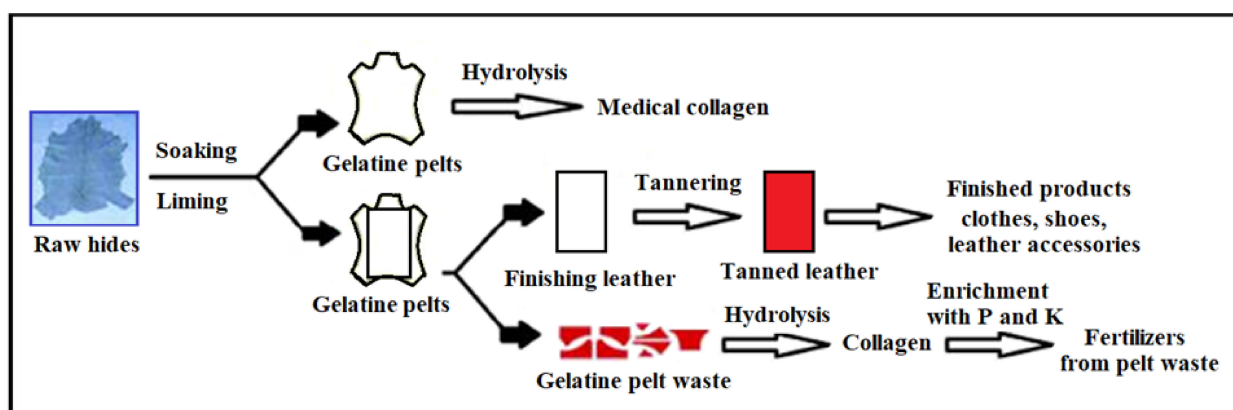 Raw hides
Soaking
Liming
Gelatine pelts
Hydrolysis
Medical collagen
Gelatine pelts
Finishing leather
Tannering
Tanned leather
Finished products
clothes, shoes,
leather accessories
Gelatine pelt waste
Hydrolysis
Collagen
Enrichment
with P and K
Fertilizers
from pelt waste